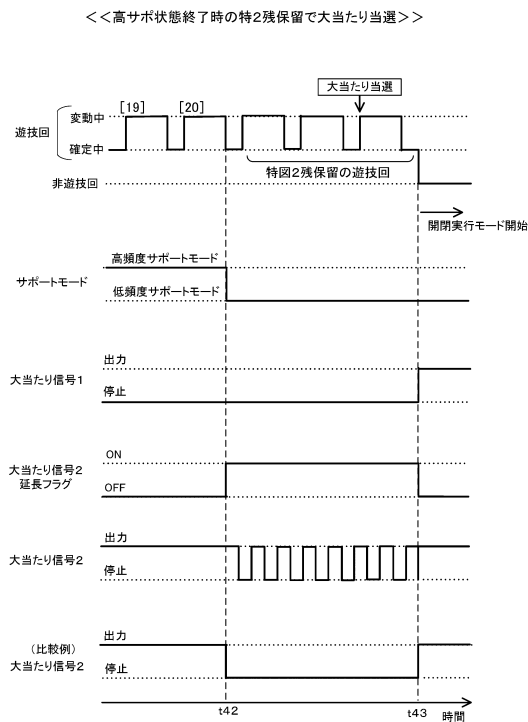 ＜＜高サポ状態終了時の特２残保留で大当たり当選＞＞
大当たり当選
[19]
[20]
遊技回
変動中
確定中
特図２残保留の遊技回
非遊技回
開閉実行モード開始
サポートモード
高頻度サポートモード
低頻度サポートモード
大当たり信号１
出力
停止
大当たり信号２
延長フラグ
ON
OFF
大当たり信号２
出力
停止
（比較例）
大当たり信号２
出力
停止
t42
t43
時間